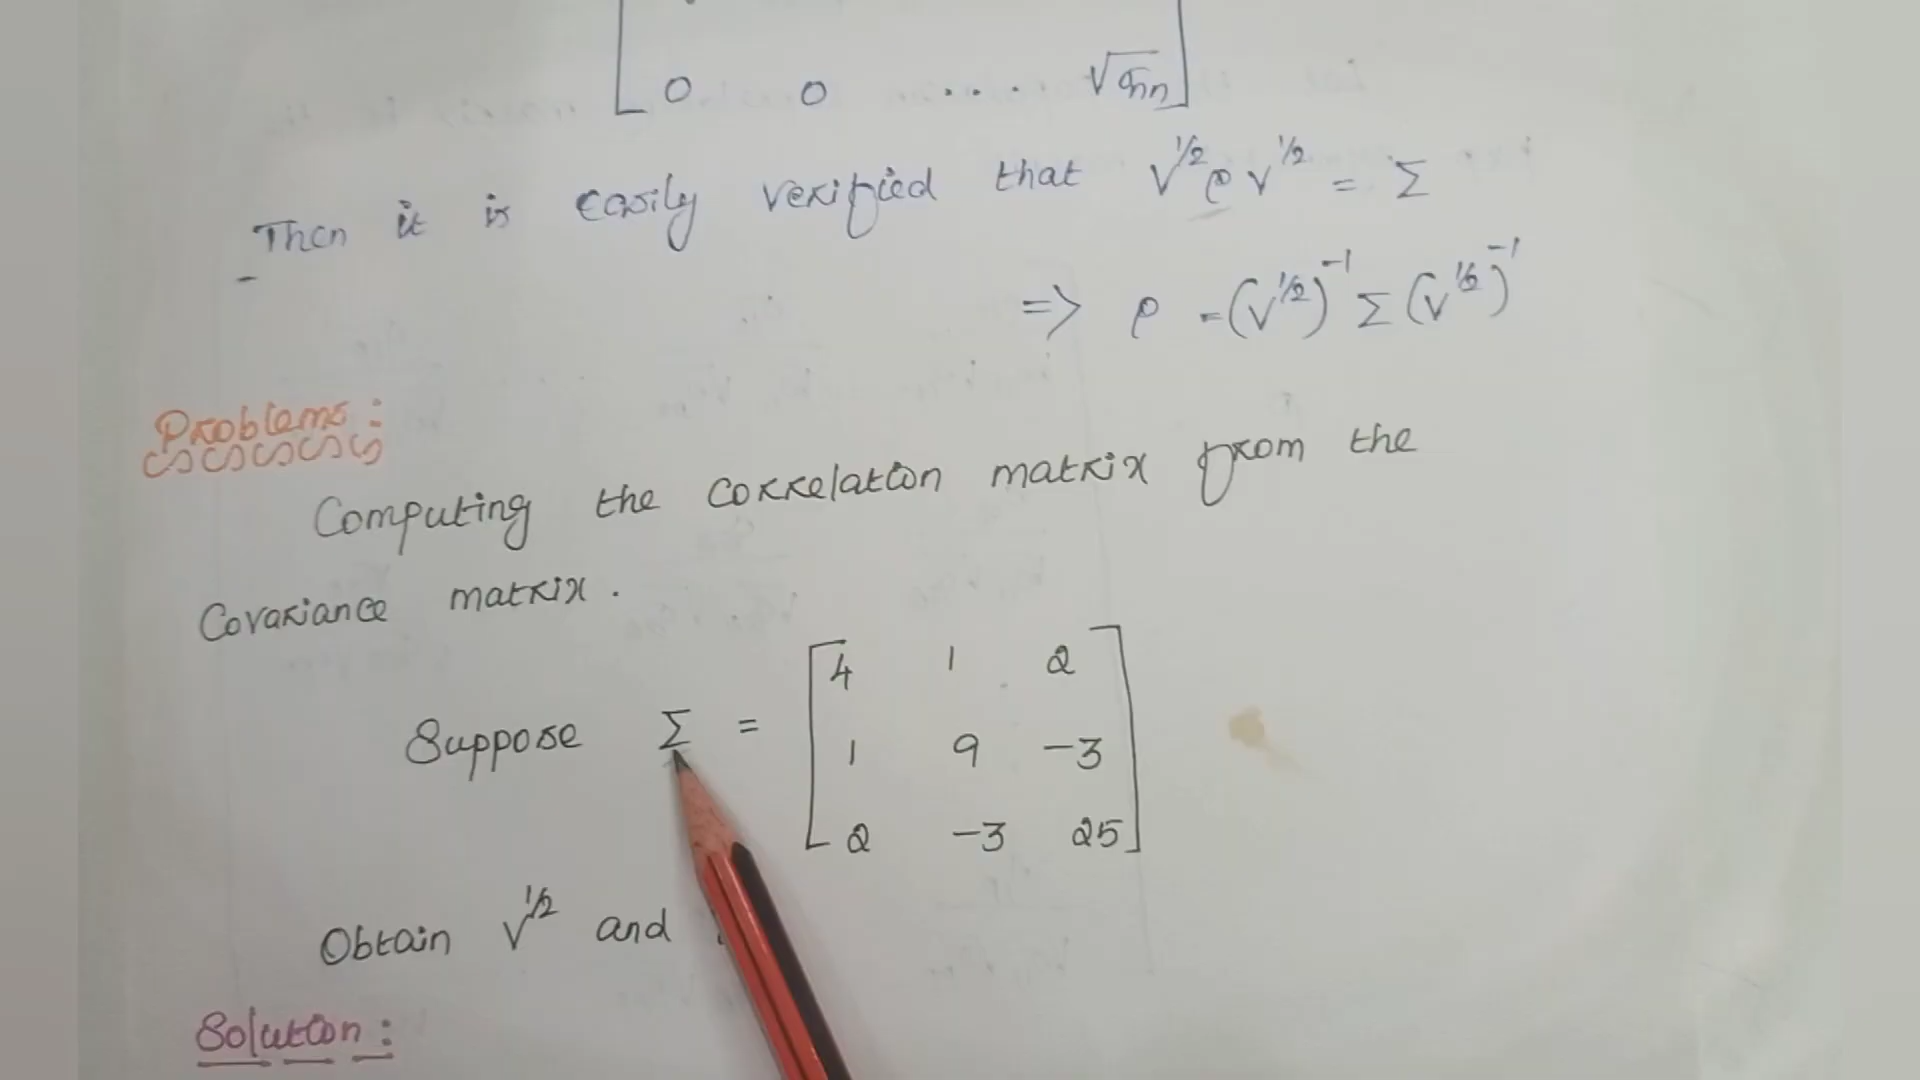 0 0 .... √σnn
Then it is easily verified that V^1/2 ρ V^1/2 = Σ
=> ρ = (V^1/2)^-1 Σ (V^1/2)^-1
Problems:
Computing the correlation matrix from the
Covariance matrix.
4 1 2
Suppose Σ = 1 9 -3
2 -3 25
Obtain V^1/2 and
Solution: